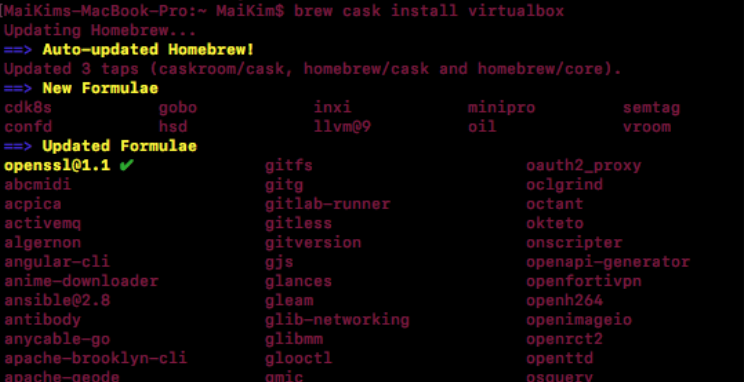 [MaiKims-MacBook-Pro:~ MaiKim$ brew cask install virtualbox
Updating Homebrew...
==> Auto-updated Homebrew!
Updated 3 taps (caskroom/cask, homebrew/cask and homebrew/core).
==> New Formulae
cdk8s gobo inxi minipro semtag
confd hsd llvm@9 oil vroom
==> Updated Formulae
openssl@1.1 ✔ gitfs oauth2_proxy
abcmidi gitg oclgrind
acpica gitlab-runner octant
activemq gitless okteto
algernon gitversion onscripter
angular-cli gjs openapi-generator
anime-downloader glances openfortivpn
ansible@2.8 gleam openh264
antibody glib-networking openimageio
anycable-go glibmm openrct2
apache-brooklyn-cli glooctl openttd
apache-geode gmic osquery